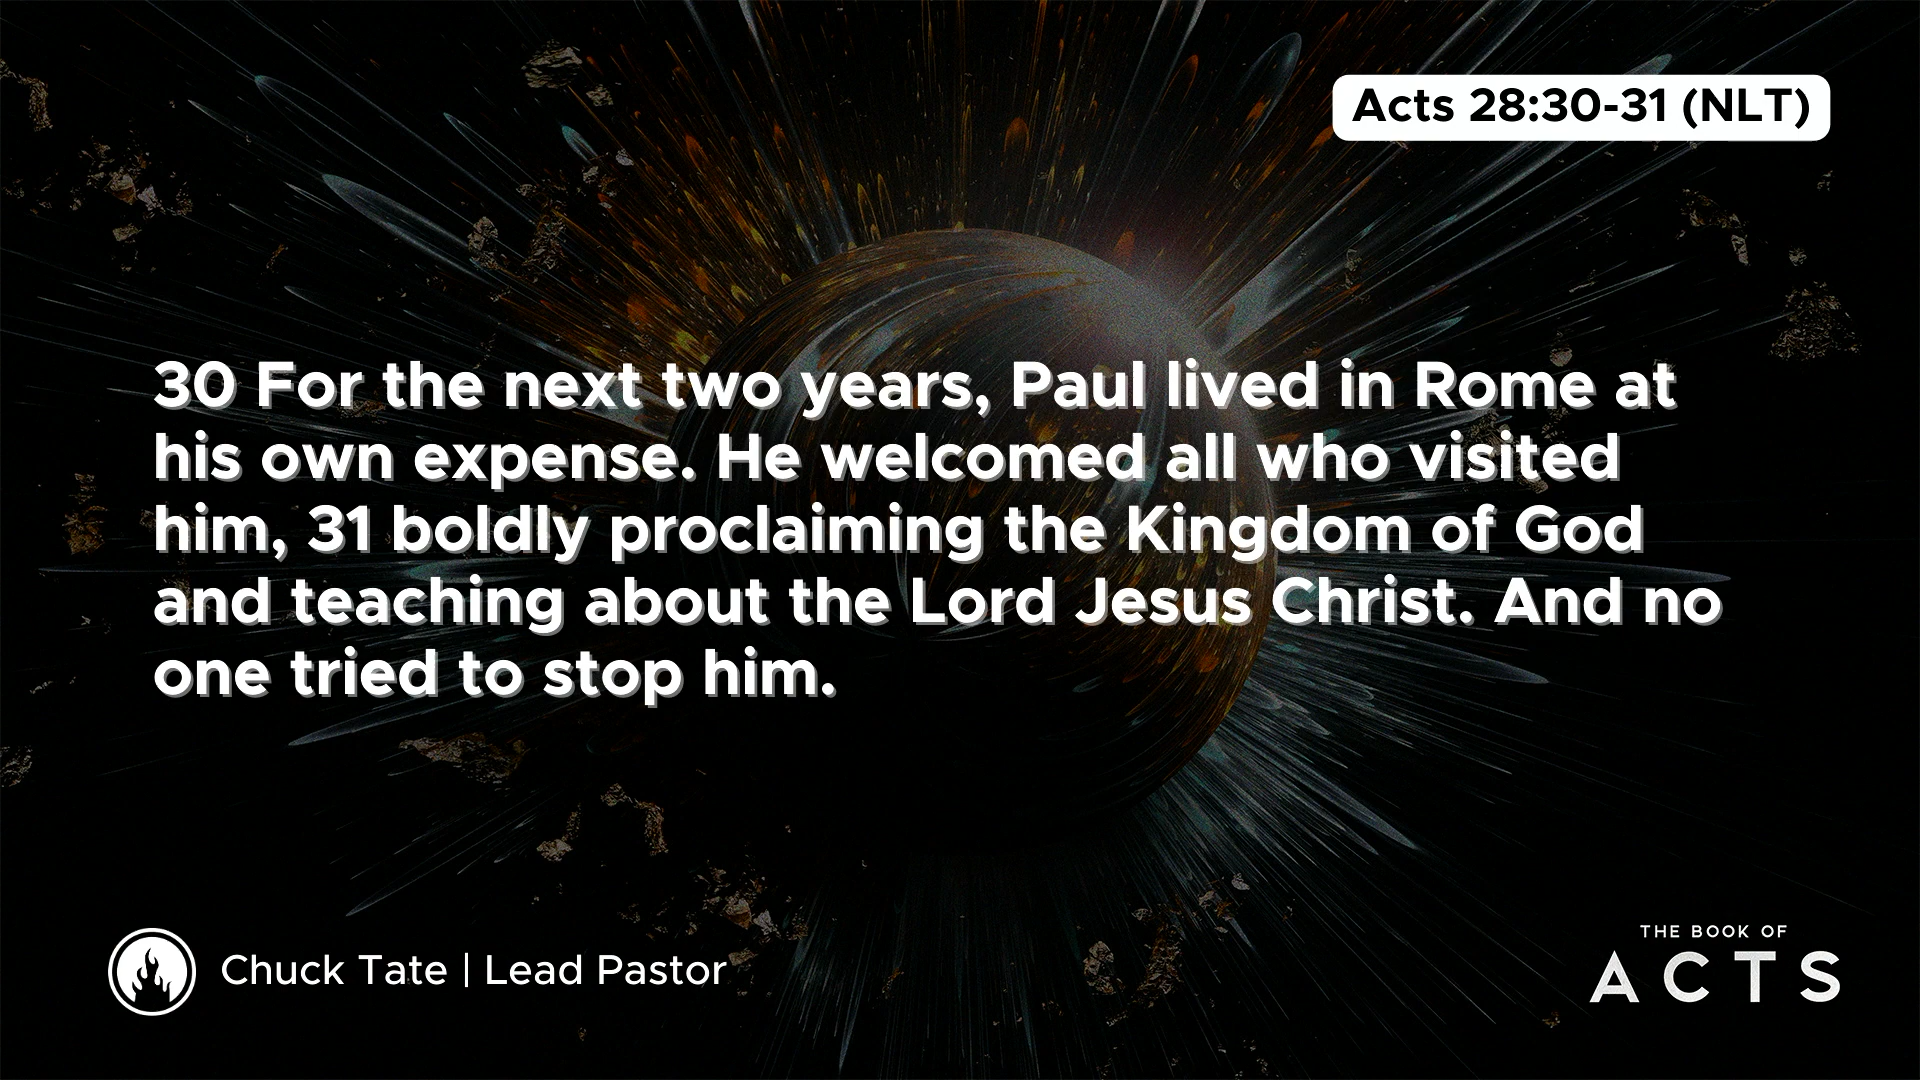 Acts 28:30-31 (NLT)
30 For the next two years, Paul lived in Rome at
his own expense. He welcomed all who visited
him, 31 boldly proclaiming the Kingdom of God
and teaching about the Lord Jesus Christ. And no
one tried to stop him.
Chuck Tate | Lead Pastor
THE BOOK OF
ACTS